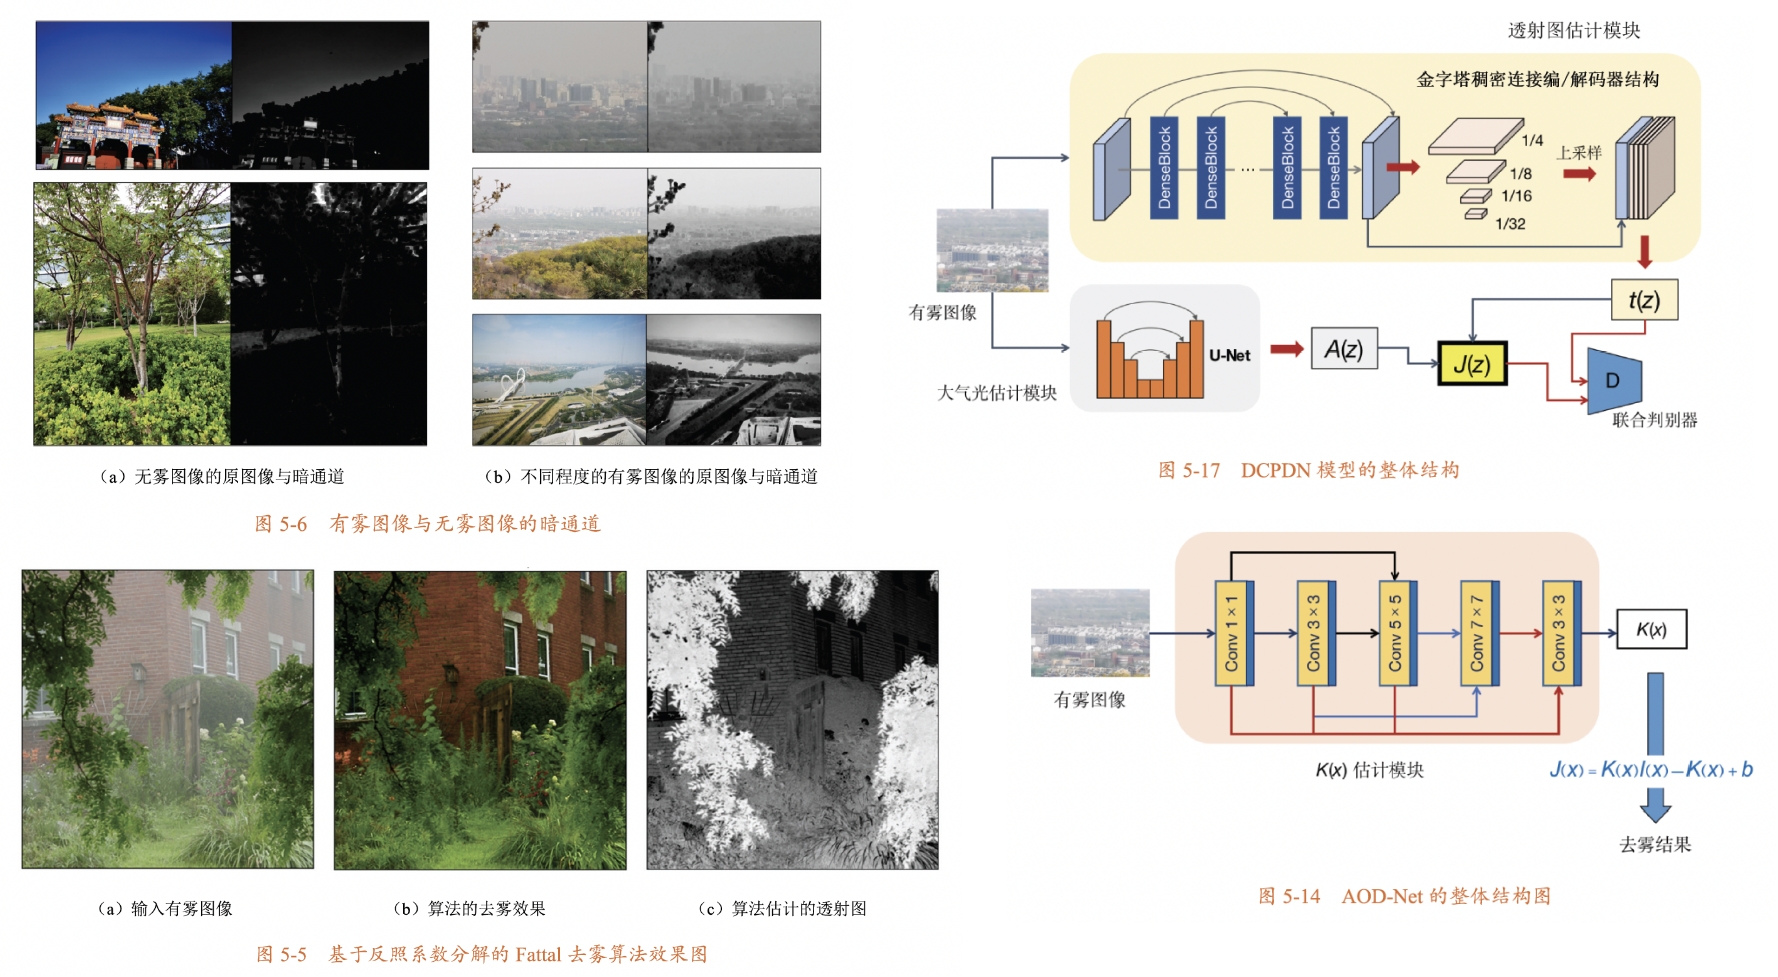 (a) 无雾图像的原图像与暗通道
(b) 不同程度的有雾图像的原图像与暗通道
图 5-6 有雾图像与无雾图像的暗通道
(a) 输入有雾图像
(b) 算法的去雾效果
(c) 算法估计的透射图
图 5-5 基于反照系数分解的 Fattal 去雾算法效果图
透射图估计模块
金字塔稠密连接编/解码器结构
DenseBlock
DenseBlock
...
DenseBlock
DenseBlock
1/4
1/8
1/16
1/32
上采样
有雾图像
t(z)
U-Net
A(z)
J(z)
D
大气光估计模块
联合判别器
图 5-17 DCPDN 模型的整体结构
Conv 1×1
Conv 3×3
Conv 5×5
Conv 7×7
Conv 3×3
K(x)
有雾图像
K(x) 估计模块
J(x) = K(x)I(x) – K(x) + b
去雾结果
图 5-14 AOD-Net 的整体结构图